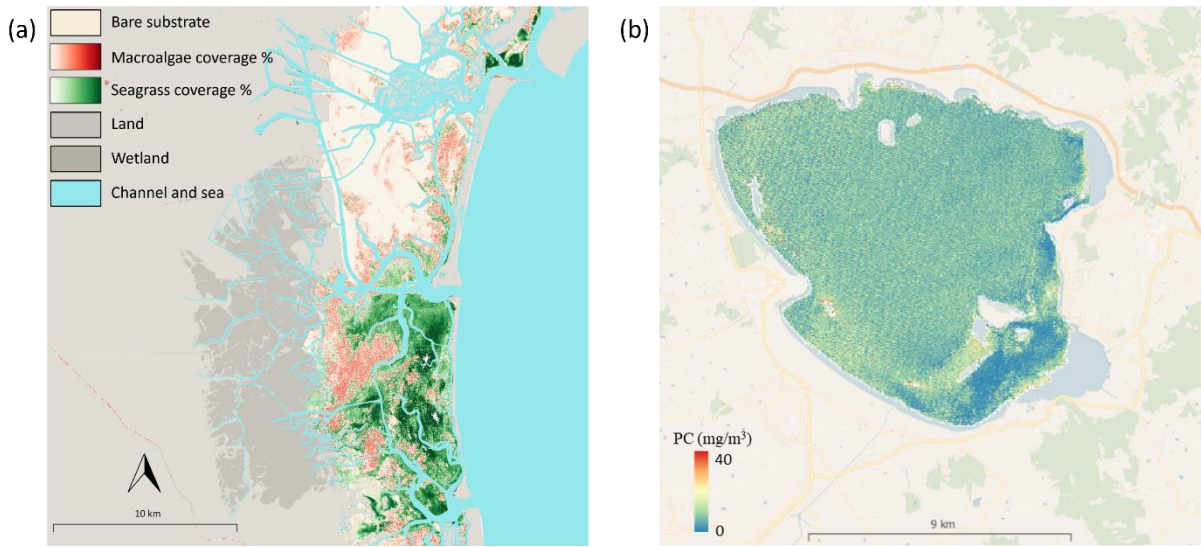 (a)
Bare substrate
Macroalgae coverage %
Seagrass coverage %
Land
Wetland
Channel and sea
10 km
(b)
PC (mg/m³)
40
0
9 km